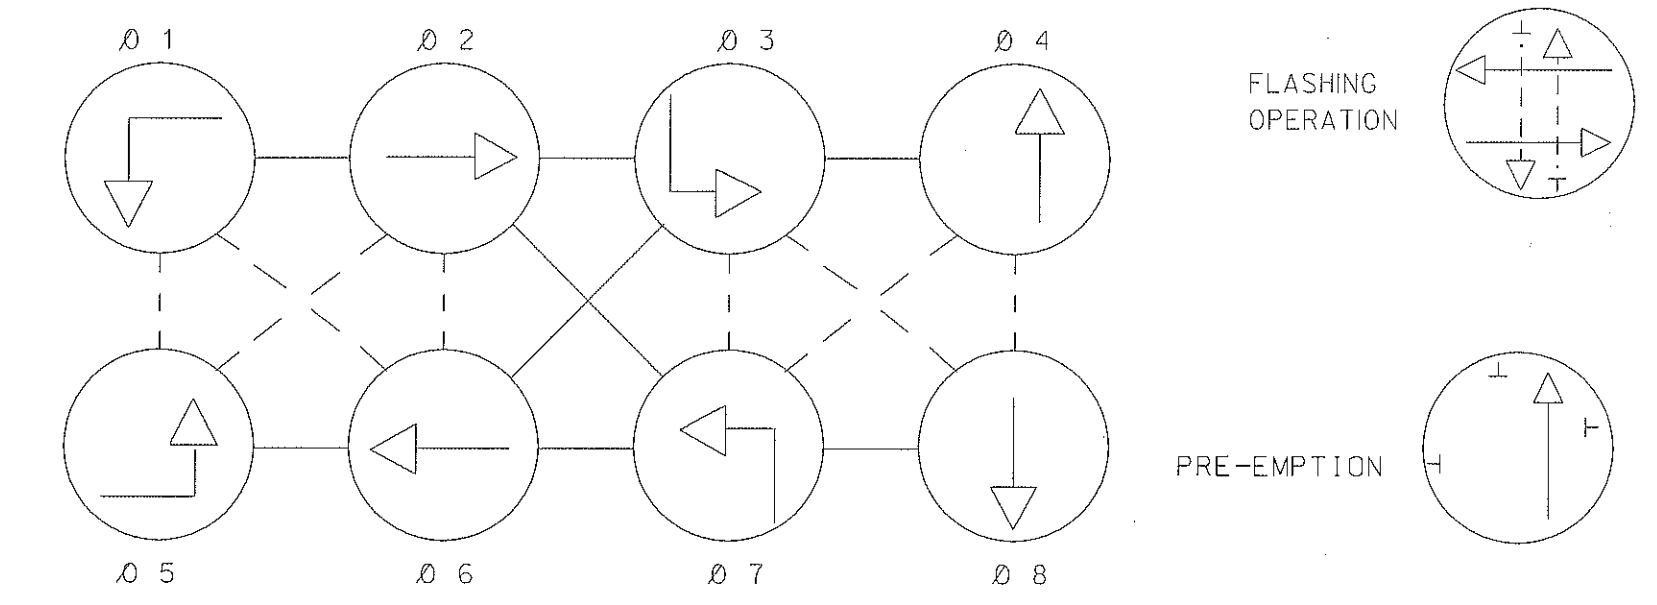 Ø 1
Ø 2
Ø 3
Ø 4
FLASHING
OPERATION
PRE-EMPTION
Ø 5
Ø 6
Ø 7
Ø 8